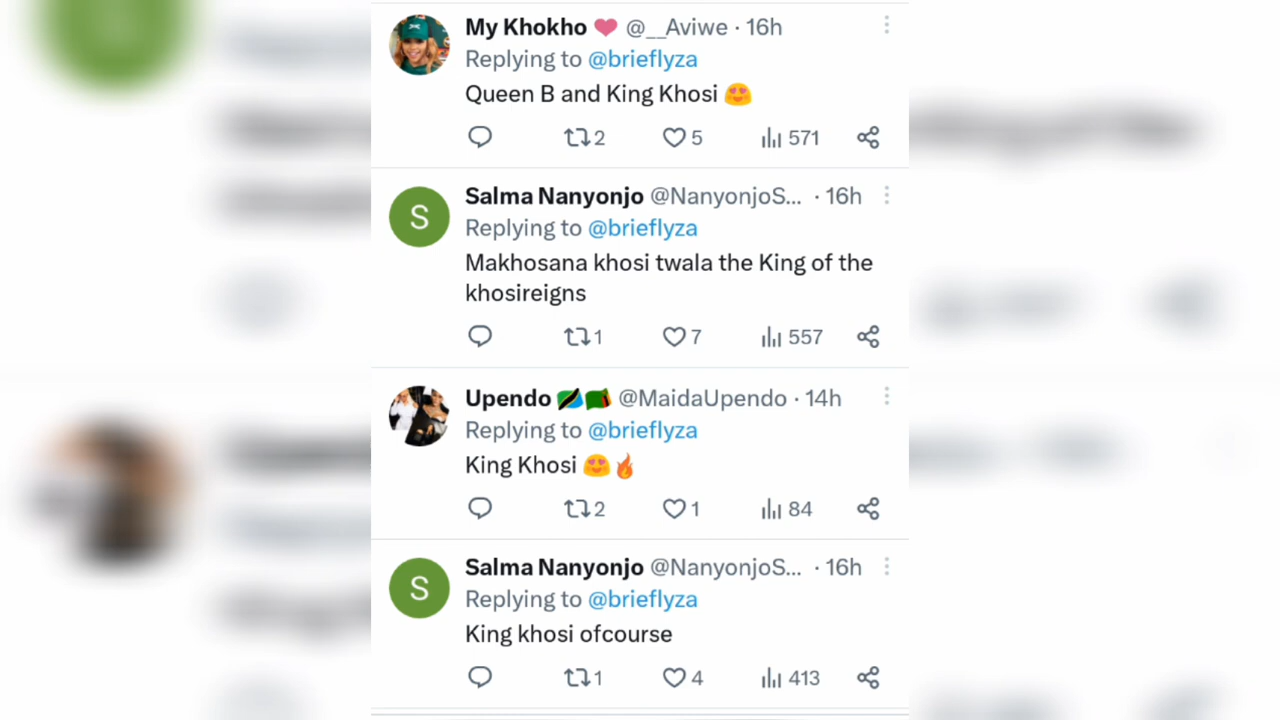 My Khokho ❤ @__Aviwe · 16h
Replying to @brieflyza
Queen B and King Khosi 😍
2 5 571
S
Salma Nanyonjo @NanyonjoS... · 16h
Replying to @brieflyza
Makhosana khosi twala the King of the
khosireigns
1 7 557
Upendo 🇹🇿🇿🇲 @MaidaUpendo · 14h
Replying to @brieflyza
King Khosi 😍🔥
2 1 84
S
Salma Nanyonjo @NanyonjoS... · 16h
Replying to @brieflyza
King khosi ofcourse
1 4 413